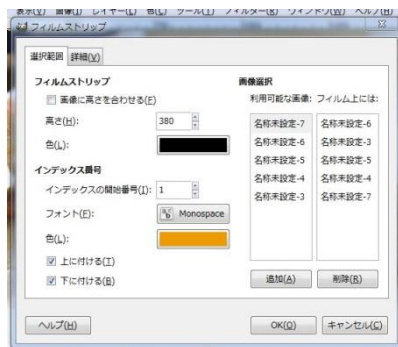 表示(V) 画像(I) レイヤー(L) 色(C) ツール(T) フィルター(R) ウィンドウ(W) ヘルプ(H)
フィルムストリップ
選択範囲 詳細(V)
フィルムストリップ
画像に高さを合わせる(F)
高さ(H): 380
色(L):
インデックス番号
インデックスの開始番号(I): 1
フォント(F): Monospace
色(L):
上に付ける(T)
下に付ける(B)
画像選択
利用可能な画像: フィルム上には:
名称未設定-7 名称未設定-6
名称未設定-6 名称未設定-3
名称未設定-5 名称未設定-5
名称未設定-4 名称未設定-4
名称未設定-3 名称未設定-7
追加(A) 削除(R)
ヘルプ(H) OK(O) キャンセル(C)